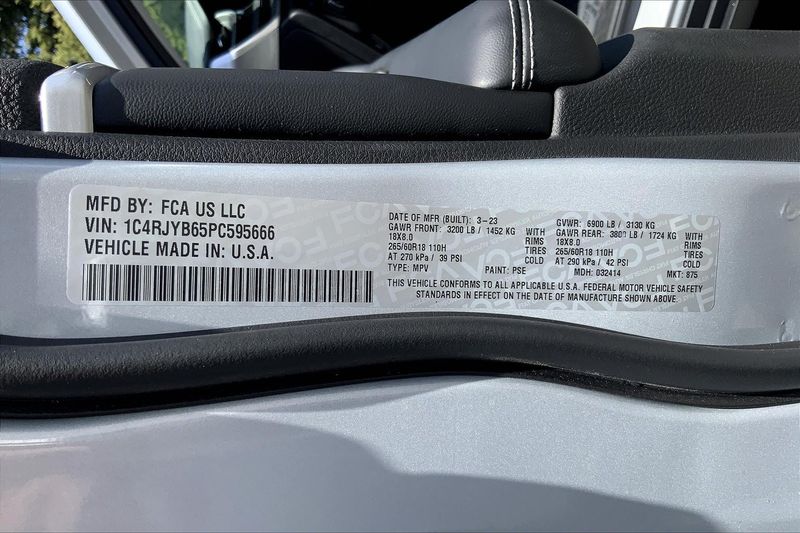 MFD BY: FCA US LLC
VIN: 1C4RJYB65PC595666
VEHICLE MADE IN: U.S.A.
DATE OF MFR (BUILT): 3-23
GAWR FRONT: 3200 LB / 1452 KG WITH
18X8.0 RIMS
265/60R18 110H TIRES
AT 270 kPa / 39 PSI COLD
TYPE: MPV PAINT: PSE
GVWR: 6900 LB / 3130 KG
GAWR REAR: 3800 LB / 1724 KG WITH
18X8.0 RIMS
265/60R18 110H TIRES
AT 290 kPa / 42 PSI COLD
MDH: 032414 MKT: 875
THIS VEHICLE CONFORMS TO ALL APPLICABLE U.S.A. FEDERAL MOTOR VEHICLE SAFETY
STANDARDS IN EFFECT ON THE DATE OF MANUFACTURE SHOWN ABOVE.